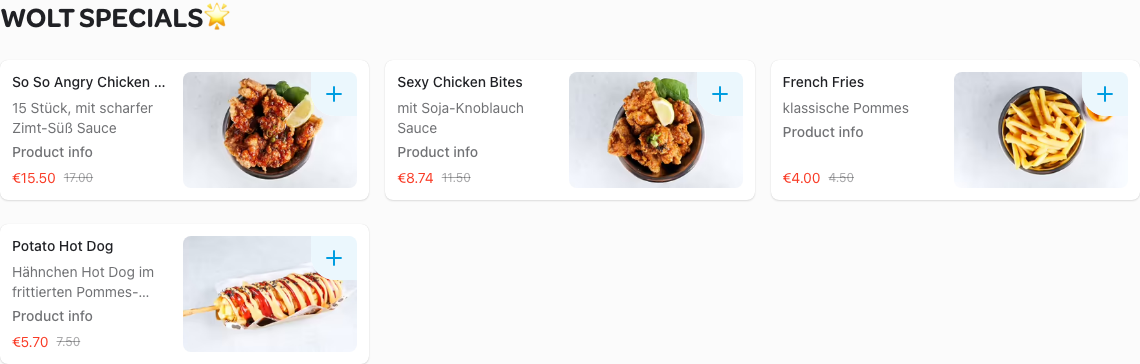 WOLT SPECIALS🌟
So So Angry Chicken ...
15 Stück, mit scharfer
Zimt-Süß Sauce
Product info
€15.50 17.00
Sexy Chicken Bites
mit Soja-Knoblauch
Sauce
Product info
€8.74 11.50
French Fries
klassische Pommes
Product info
€4.00 4.50
Potato Hot Dog
Hähnchen Hot Dog im
frittierten Pommes-...
Product info
€5.70 7.50